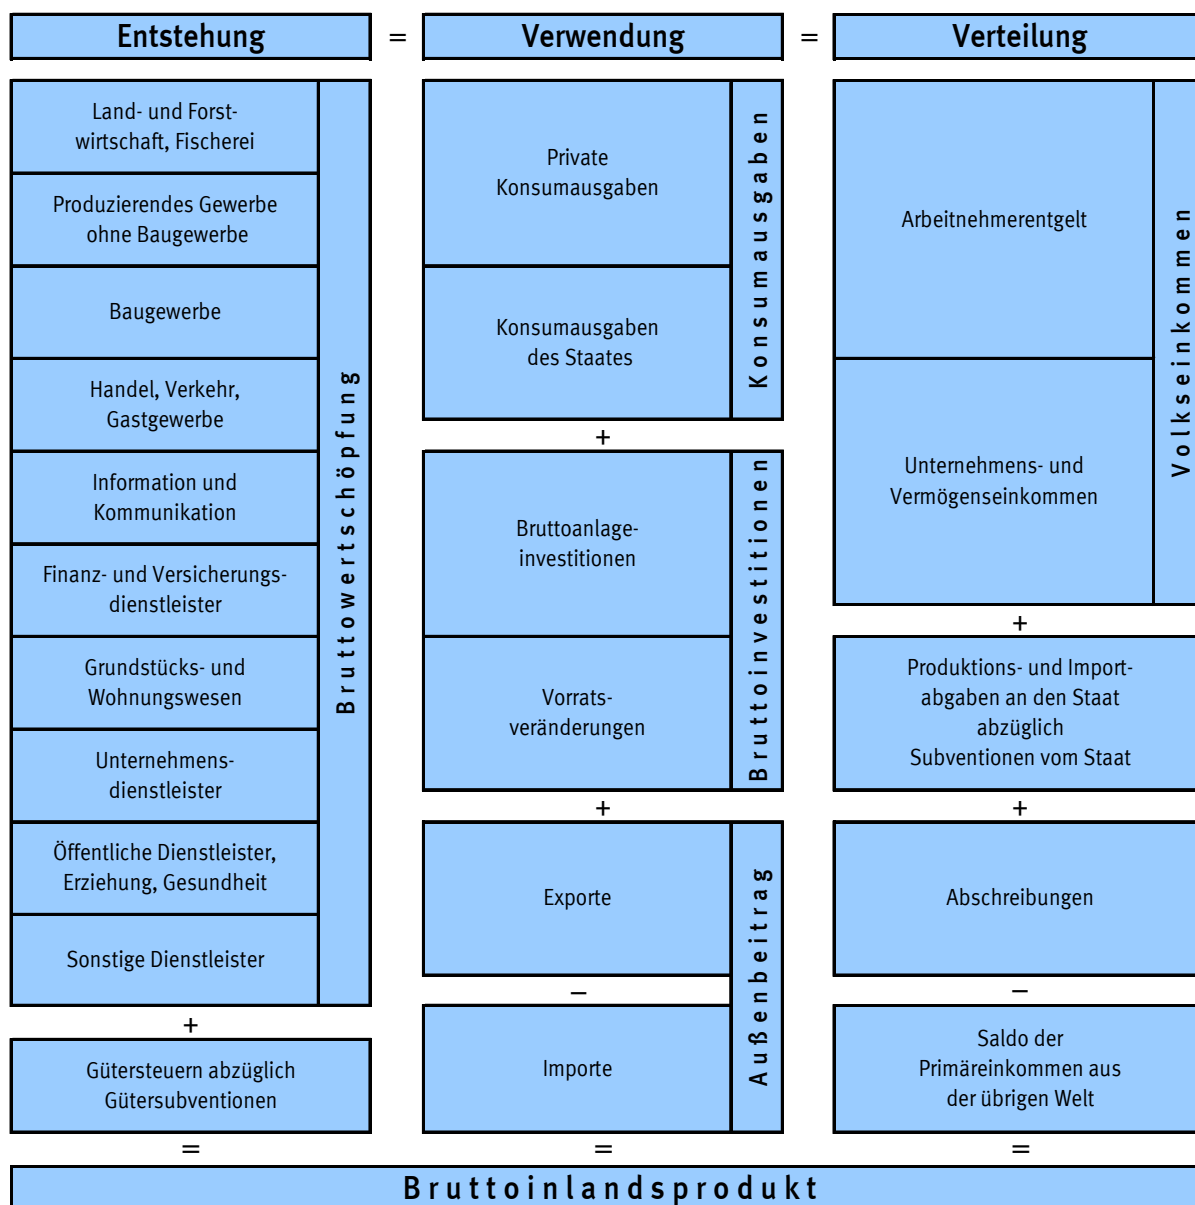 Entstehung = Verwendung = Verteilung
Land- und Forst-
wirtschaft, Fischerei
Produzierendes Gewerbe
ohne Baugewerbe
Baugewerbe
Handel, Verkehr,
Gastgewerbe
Information und
Kommunikation
Finanz- und Versicherungs-
dienstleister
Grundstücks- und
Wohnungswesen
Unternehmens-
dienstleister
Öffentliche Dienstleister,
Erziehung, Gesundheit
Sonstige Dienstleister
Bruttowertschöpfung
+
Gütersteuern abzüglich
Gütersubventionen
=
Private
Konsumausgaben
Konsumausgaben
des Staates
Konsumausgaben
+
Bruttoanlage-
investitionen
Vorrats-
veränderungen
Bruttoinvestitionen
+
Exporte
–
Importe
Außenbeitrag
=
Arbeitnehmerentgelt
Unternehmens- und
Vermögenseinkommen
Volkseinkommen
+
Produktions- und Import-
abgaben an den Staat
abzüglich
Subventionen vom Staat
+
Abschreibungen
–
Saldo der
Primäreinkommen aus
der übrigen Welt
=
Bruttoinlandsprodukt